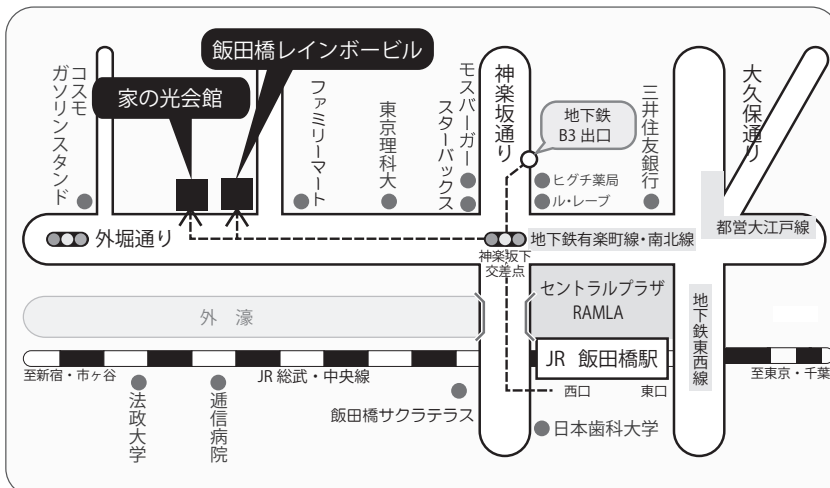 飯田橋レインボービル
家の光会館
コスモ
ガソリンスタンド
ファミリーマート
東京理科大
モスバーガー
スターバックス
神楽坂通り
地下鉄
B3 出口
三井住友銀行
大久保通り
ヒグチ薬局
ル・レーブ
都営大江戸線
外堀通り
地下鉄有楽町線・南北線
神楽坂下
交差点
セントラルプラザ
RAMLA
地下鉄東西線
外 濠
JR 飯田橋駅
至新宿・市ヶ谷
JR 総武・中央線
西口
東口
至東京・千葉
法政大学
逓信病院
飯田橋サクラテラス
日本歯科大学